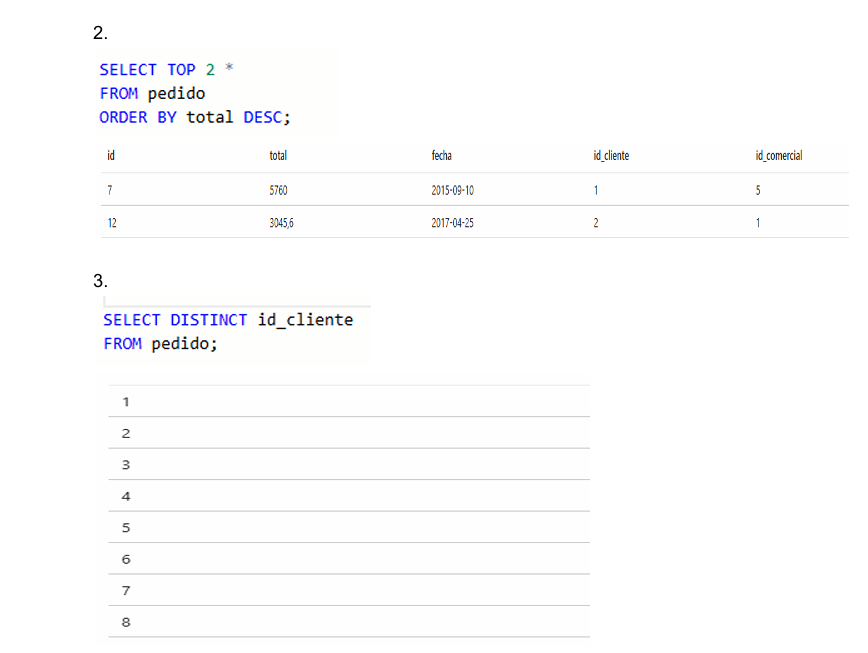 2.
SELECT TOP 2 *
FROM pedido
ORDER BY total DESC;
id total fecha id_cliente id_comercial
7 5760 2015-09-10 1 5
12 3045,6 2017-04-25 2 1
3.
SELECT DISTINCT id_cliente
FROM pedido;
1
2
3
4
5
6
7
8